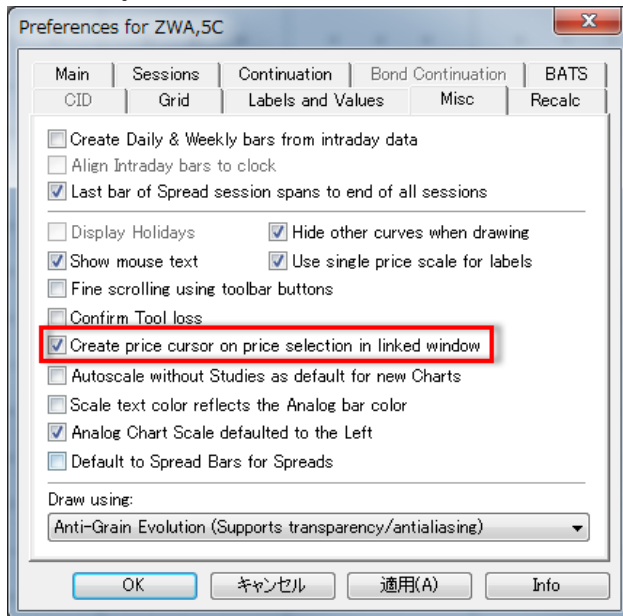 Preferences for ZWA,5C
Main Sessions Continuation Bond Continuation BATS
CID Grid Labels and Values Misc Recalc
Create Daily & Weekly bars from intraday data
Align Intraday bars to clock
Last bar of Spread session spans to end of all sessions
Display Holidays Hide other curves when drawing
Show mouse text Use single price scale for labels
Fine scrolling using toolbar buttons
Confirm Tool loss
Create price cursor on price selection in linked window
Autoscale without Studies as default for new Charts
Scale text color reflects the Analog bar color
Analog Chart Scale defaulted to the Left
Default to Spread Bars for Spreads
Draw using:
Anti-Grain Evolution (Supports transparency/antialiasing)
OK キャンセル 適用(A) Info